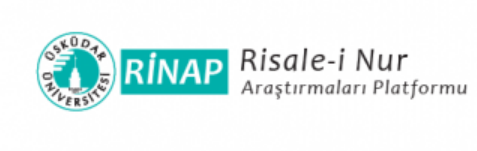 ÜSKÜDAR
ÜNİVERSİTESİ
RİNAP
Risale-i Nur
Araştırmaları Platformu